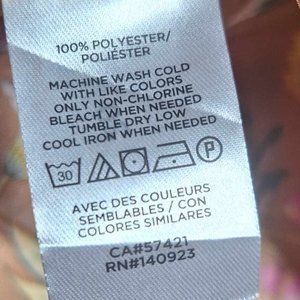 100% POLYESTER/
POLIÉSTER
MACHINE WASH COLD
WITH LIKE COLORS
ONLY NON-CHLORINE
BLEACH WHEN NEEDED
TUMBLE DRY LOW
COOL IRON WHEN NEEDED
30 P
AVEC DES COULEURS
SEMBLABLES / CON
COLORES SIMILARES
CA#57421
RN#140923